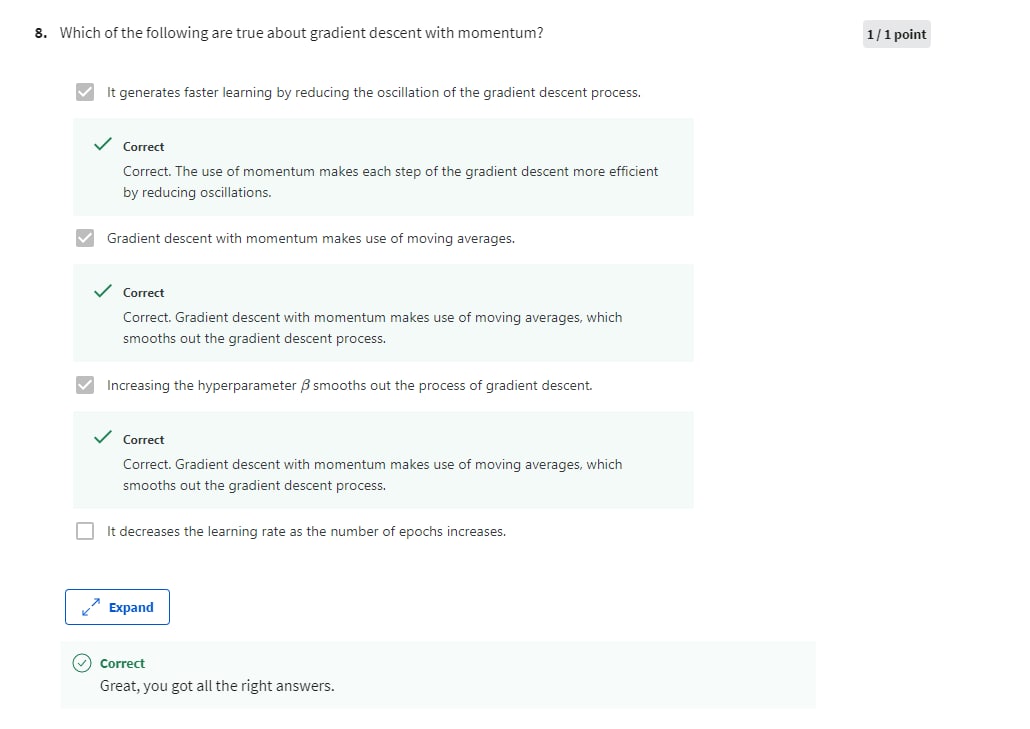 8. Which of the following are true about gradient descent with momentum?
1 / 1 point
It generates faster learning by reducing the oscillation of the gradient descent process.
Correct
Correct. The use of momentum makes each step of the gradient descent more efficient
by reducing oscillations.
Gradient descent with momentum makes use of moving averages.
Correct
Correct. Gradient descent with momentum makes use of moving averages, which
smooths out the gradient descent process.
Increasing the hyperparameter β smooths out the process of gradient descent.
Correct
Correct. Gradient descent with momentum makes use of moving averages, which
smooths out the gradient descent process.
It decreases the learning rate as the number of epochs increases.
Expand
Correct
Great, you got all the right answers.